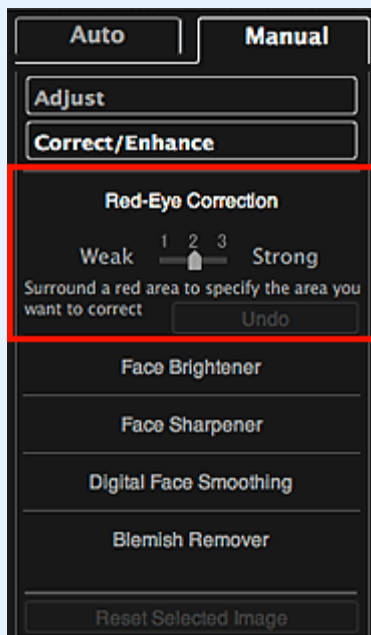 Auto Manual
Adjust
Correct/Enhance
Red-Eye Correction
1 2 3
Weak Strong
Surround a red area to specify the area you
want to correct
Undo
Face Brightener
Face Sharpener
Digital Face Smoothing
Blemish Remover
Reset Selected Image